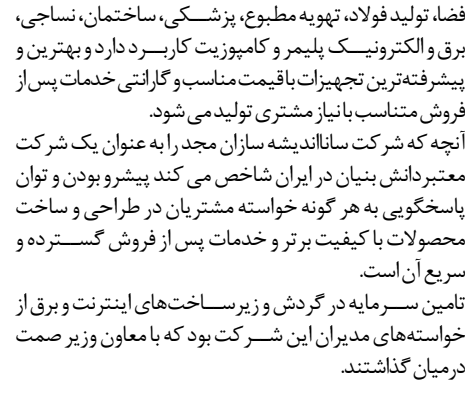 فضا، تولید فولاد، تهویه مطبوع، پزشکی، ساختمان، نساجی،
برق و الکترونیک پلیمر و کامپوزیت کاربرد دارد و بهترین و
پیشرفته‌ترین تجهیزات با قیمت مناسب و گارانتی خدمات پس از
فروش متناسب با نیاز مشتری تولید می شود.
آنچه که شرکت سانااندیشه سازان مجد را به عنوان یک شرکت
معتبر دانش بنیان در ایران شاخص می کند پیشرو بودن و توان
پاسخگویی به هر گونه خواسته مشتریان در طراحی و ساخت
محصولات با کیفیت برتر و خدمات پس از فروش گسترده و
سریع آن است.
تامین سرمایه در گردش و زیرساخت‌های اینترنت و برق از
خواسته‌های مدیران این شرکت بود که با معاون وزیر صمت
درمیان گذاشتند.